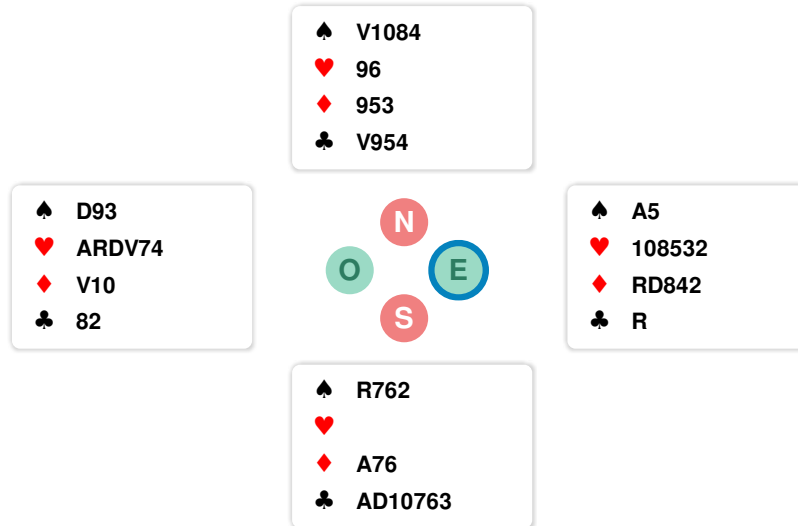 ♠ V1084
♥ 96
♦ 953
♣ V954
♠ D93
♥ ARDV74
♦ V10
♣ 82
N
O E
S
♠ A5
♥ 108532
♦ RD842
♣ R
♠ R762
♥
♦ A76
♣ AD10763